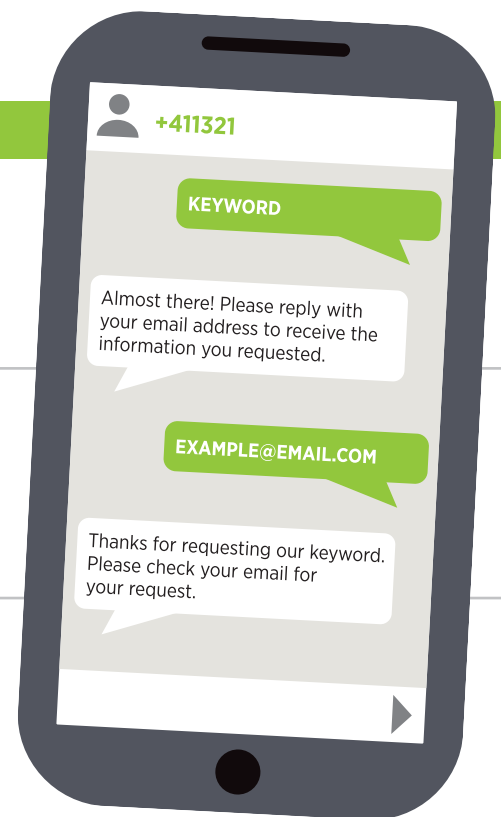 +411321
KEYWORD
Almost there! Please reply with
your email address to receive the
information you requested.
EXAMPLE@EMAIL.COM
Thanks for requesting our keyword.
Please check your email for
your request.